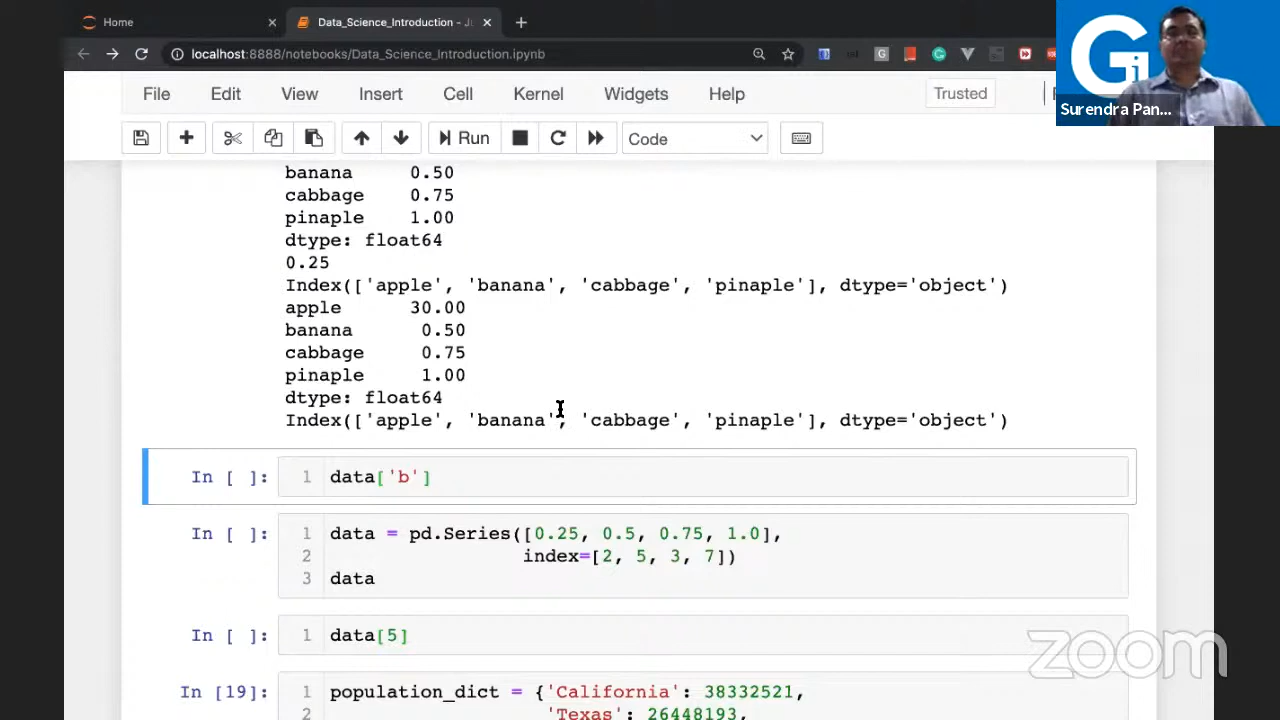 Home
Data_Science_Introduction - J
localhost:8888/notebooks/Data_Science_Introduction.ipynb
Gi
Surendra Pan...
File Edit View Insert Cell Kernel Widgets Help Trusted
Run Code
banana 0.50
cabbage 0.75
pinaple 1.00
dtype: float64
0.25
Index(['apple', 'banana', 'cabbage', 'pinaple'], dtype='object')
apple 30.00
banana 0.50
cabbage 0.75
pinaple 1.00
dtype: float64
Index(['apple', 'banana', 'cabbage', 'pinaple'], dtype='object')
In [ ]: 1 data['b']
In [ ]: 1 data = pd.Series([0.25, 0.5, 0.75, 1.0],
2 index=[2, 5, 3, 7])
3 data
In [ ]: 1 data[5]
zoom
In [19]: 1 population_dict = {'California': 38332521,
2 'Texas': 26448193,